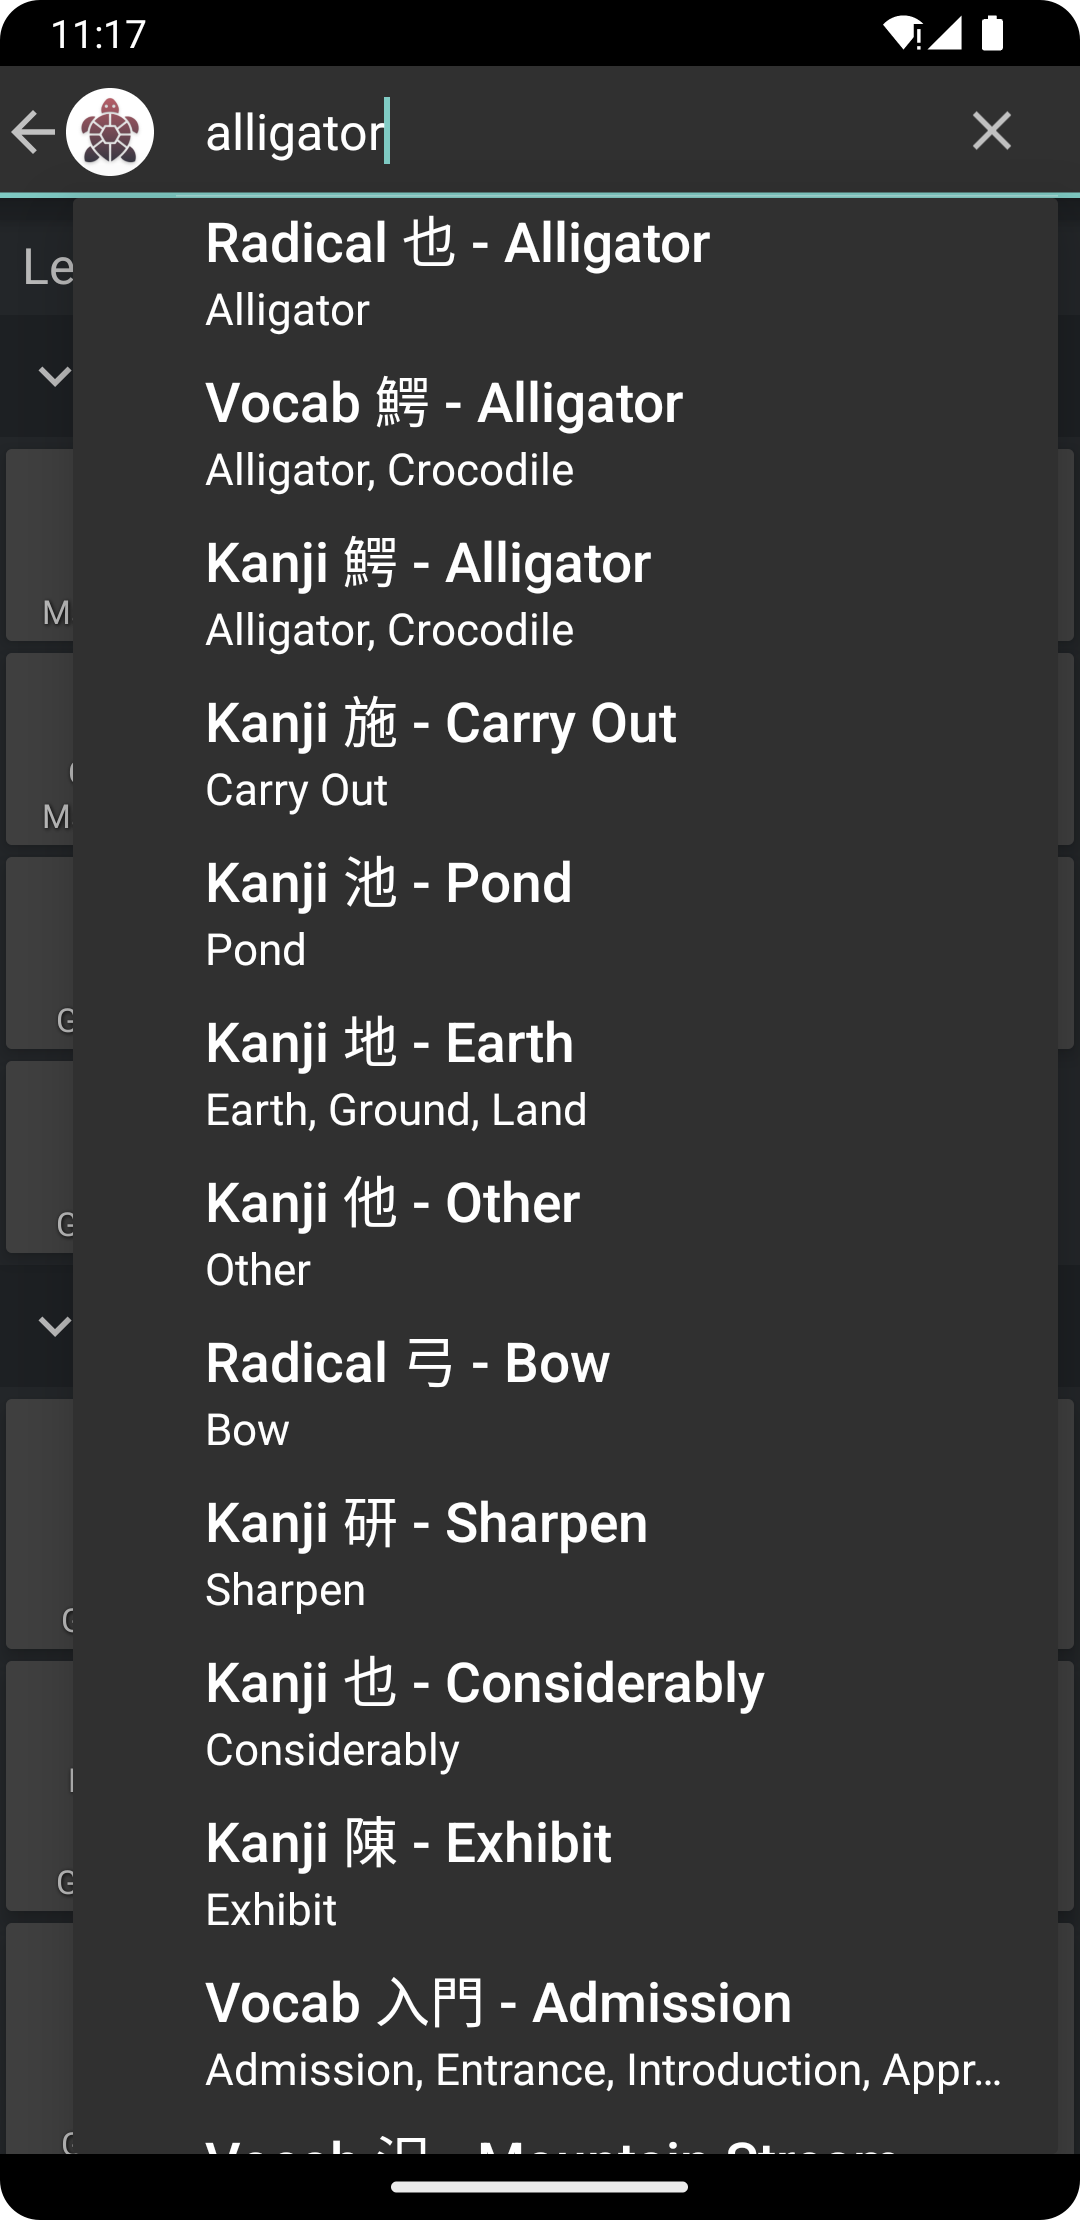 11:17
alligator
Le
Radical 也 - Alligator
Alligator
Vocab 鰐 - Alligator
Alligator, Crocodile
Kanji 鰐 - Alligator
Alligator, Crocodile
Kanji 施 - Carry Out
Carry Out
Kanji 池 - Pond
Pond
Kanji 地 - Earth
Earth, Ground, Land
Kanji 他 - Other
Other
Radical 弓 - Bow
Bow
Kanji 研 - Sharpen
Sharpen
Kanji 也 - Considerably
Considerably
Kanji 陳 - Exhibit
Exhibit
Vocab 入門 - Admission
Admission, Entrance, Introduction, Appr...
Mountain Stream